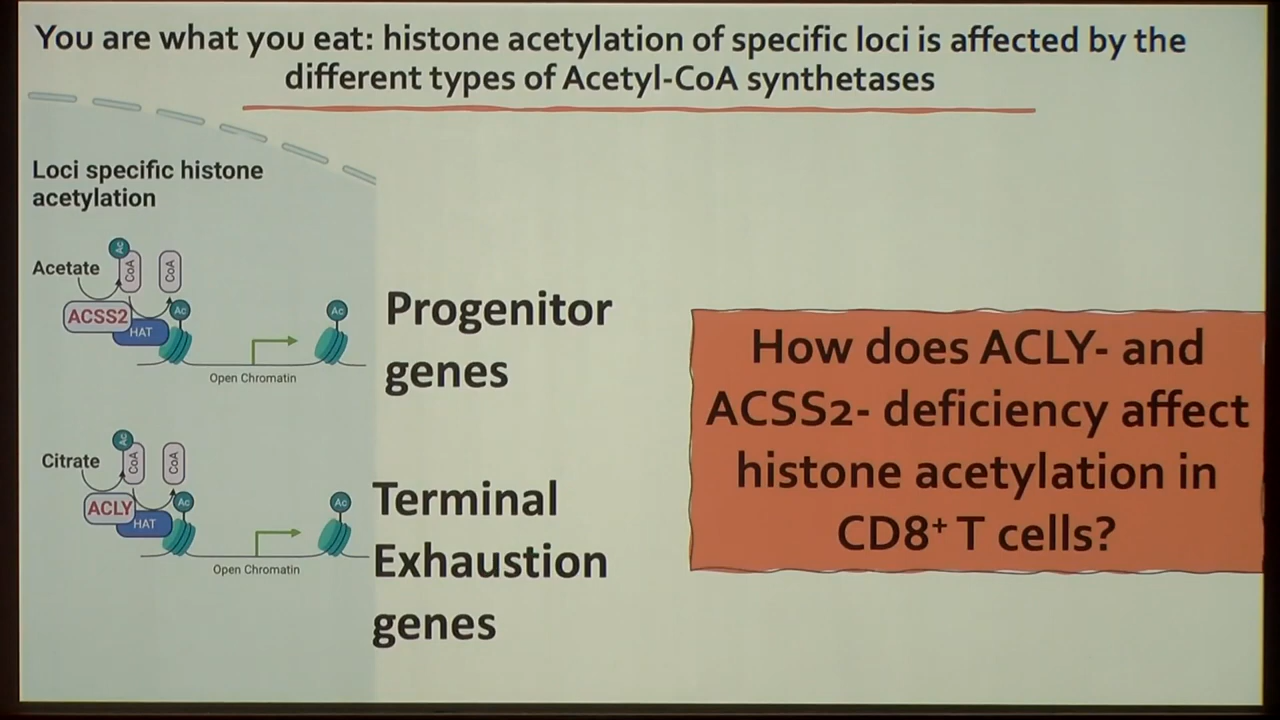 You are what you eat: histone acetylation of specific loci is affected by the
different types of Acetyl-CoA synthetases
Loci specific histone
acetylation
Ac
Acetate
CoA
CoA
ACSS2
HAT
Ac
Ac
Open Chromatin
Progenitor
genes
Ac
Citrate
CoA
CoA
ACLY
HAT
Ac
Ac
Open Chromatin
Terminal
Exhaustion
genes
How does ACLY- and
ACSS2- deficiency affect
histone acetylation in
CD8⁺ T cells?